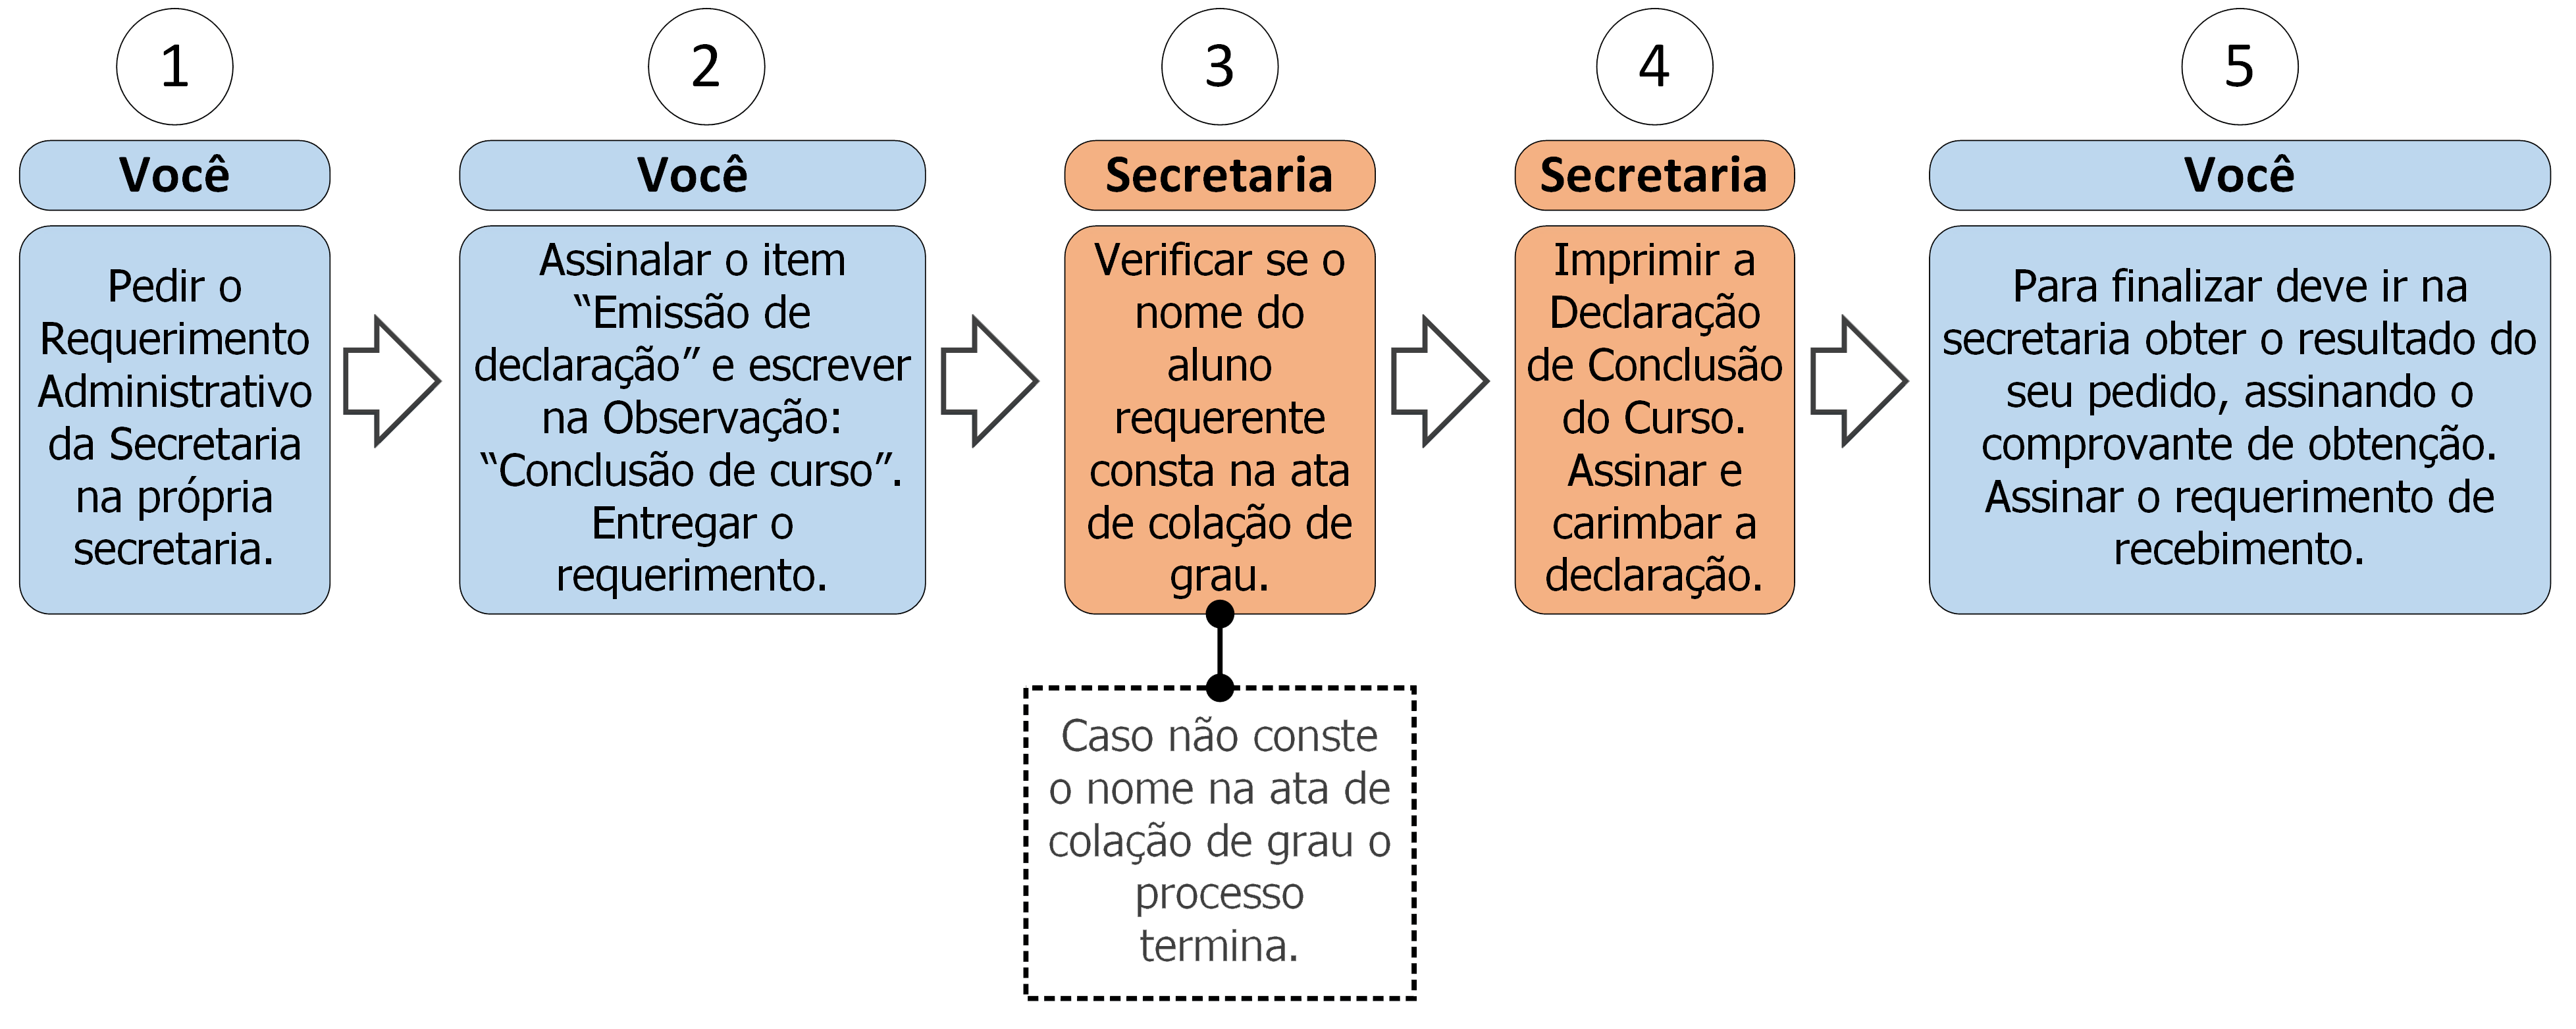 1
Você
Pedir o
Requerimento
Administrativo
da Secretaria
na própria
secretaria.
2
Você
Assinalar o item
“Emissão de
declaração” e escrever
na Observação:
“Conclusão de curso”.
Entregar o
requerimento.
3
Secretaria
Verificar se o
nome do
aluno
requerente
consta na ata
de colação de
grau.
Caso não conste
o nome na ata de
colação de grau o
processo
termina.
4
Secretaria
Imprimir a
Declaração
de Conclusão
do Curso.
Assinar e
carimbar a
declaração.
5
Você
Para finalizar deve ir na
secretaria obter o resultado do
seu pedido, assinando o
comprovante de obtenção.
Assinar o requerimento de
recebimento.